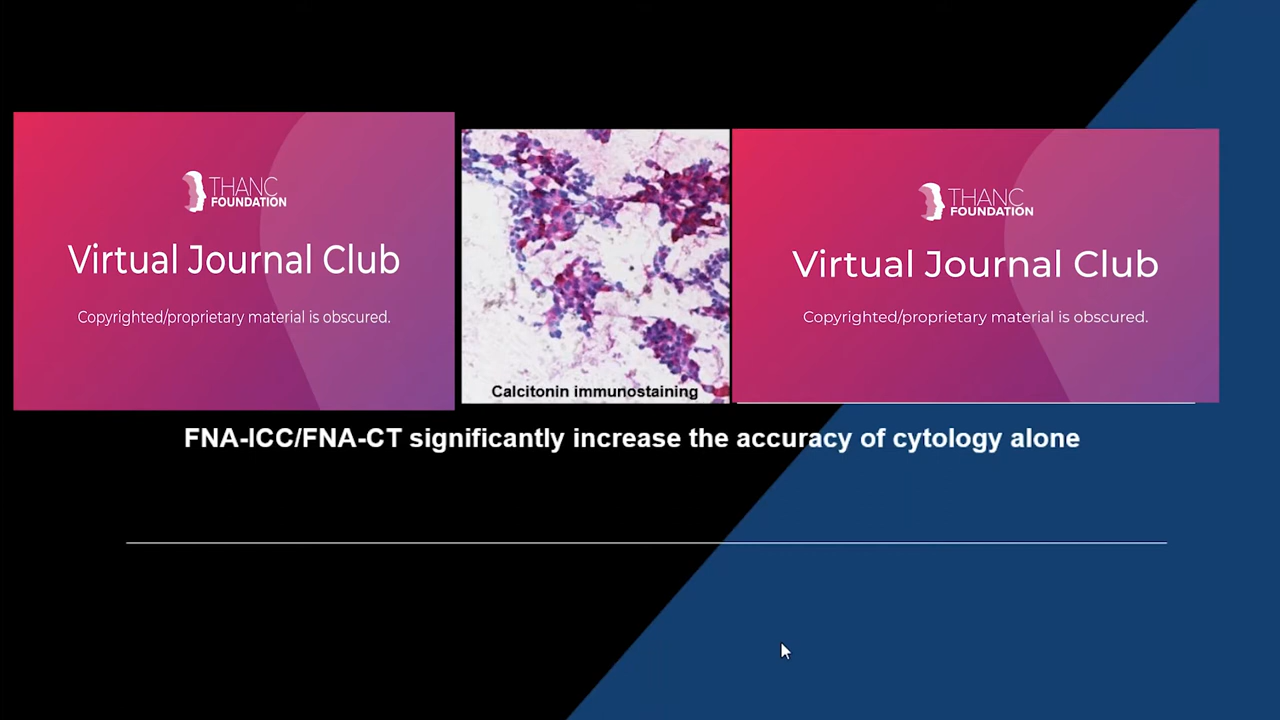 THANC
FOUNDATION
Virtual Journal Club
Copyrighted/proprietary material is obscured.
Calcitonin immunostaining
THANC
FOUNDATION
Virtual Journal Club
Copyrighted/proprietary material is obscured.
FNA-ICC/FNA-CT significantly increase the accuracy of cytology alone